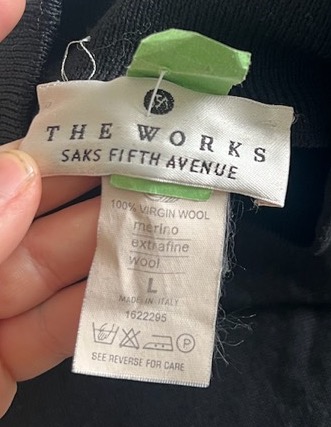 THE WORKS
SAKS FIFTH AVENUE
100% VIRGIN WOOL
merino
extrafine
wool
L
MADE IN ITALY
1622295
P
SEE REVERSE FOR CARE